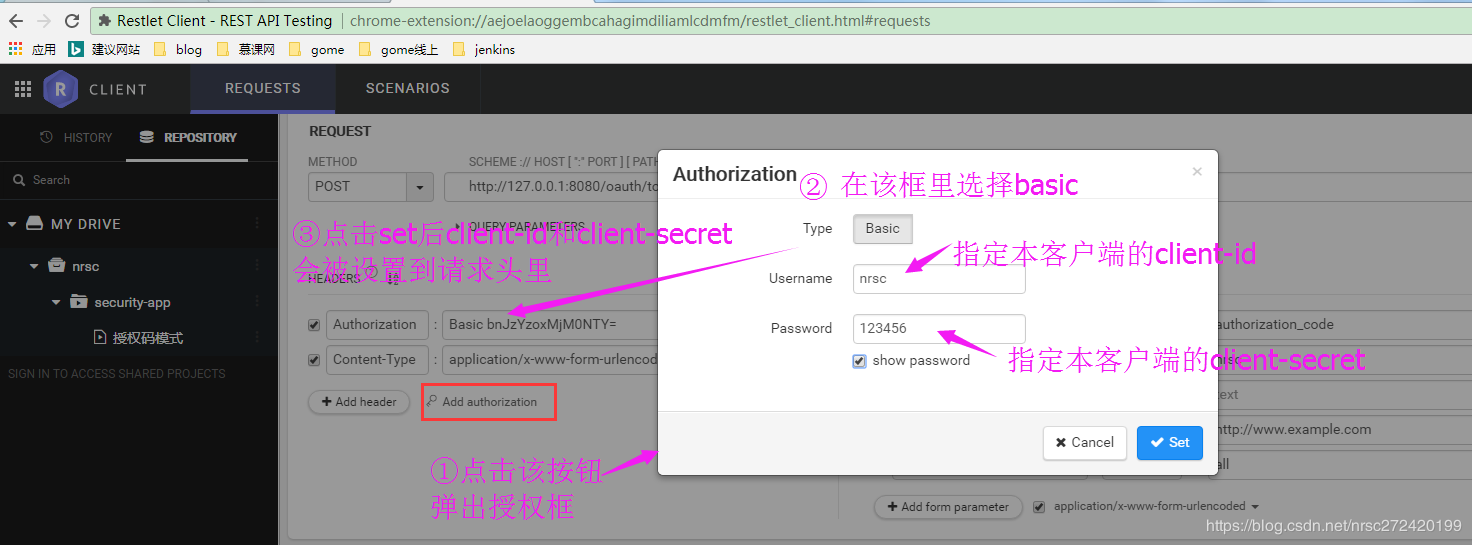 Restlet Client - REST API Testing
chrome-extension://aejoelaoggembcahagimdiliamlcdmfm/restlet_client.html#requests
应用
建议网站
blog
慕课网
gome
gome线上
jenkins
R CLIENT
REQUESTS
SCENARIOS
HISTORY
REPOSITORY
Search
MY DRIVE
nrsc
security-app
授权码模式
SIGN IN TO ACCESS SHARED PROJECTS
REQUEST
METHOD
SCHEME :// HOST [ ":" PORT ] [ PATH
POST
http://127.0.0.1:8080/oauth/to
QUERY PARAMETERS
③点击set后client-id和client-secret
会被设置到请求头里
HEADERS
Authorization : Basic bnJzYzoxMjM0NTY=
Content-Type : application/x-www-form-urlencod
Add header
Add authorization
①点击该按钮
弹出授权框
Authorization
② 在该框里选择basic
Type Basic
指定本客户端的client-id
Username nrsc
Password 123456
show password
指定本客户端的client-secret
Cancel
Set
authorization_code
text
http://www.example.com
all
Add form parameter
application/x-www-form-urlencoded
https://blog.csdn.net/nrsc272420199